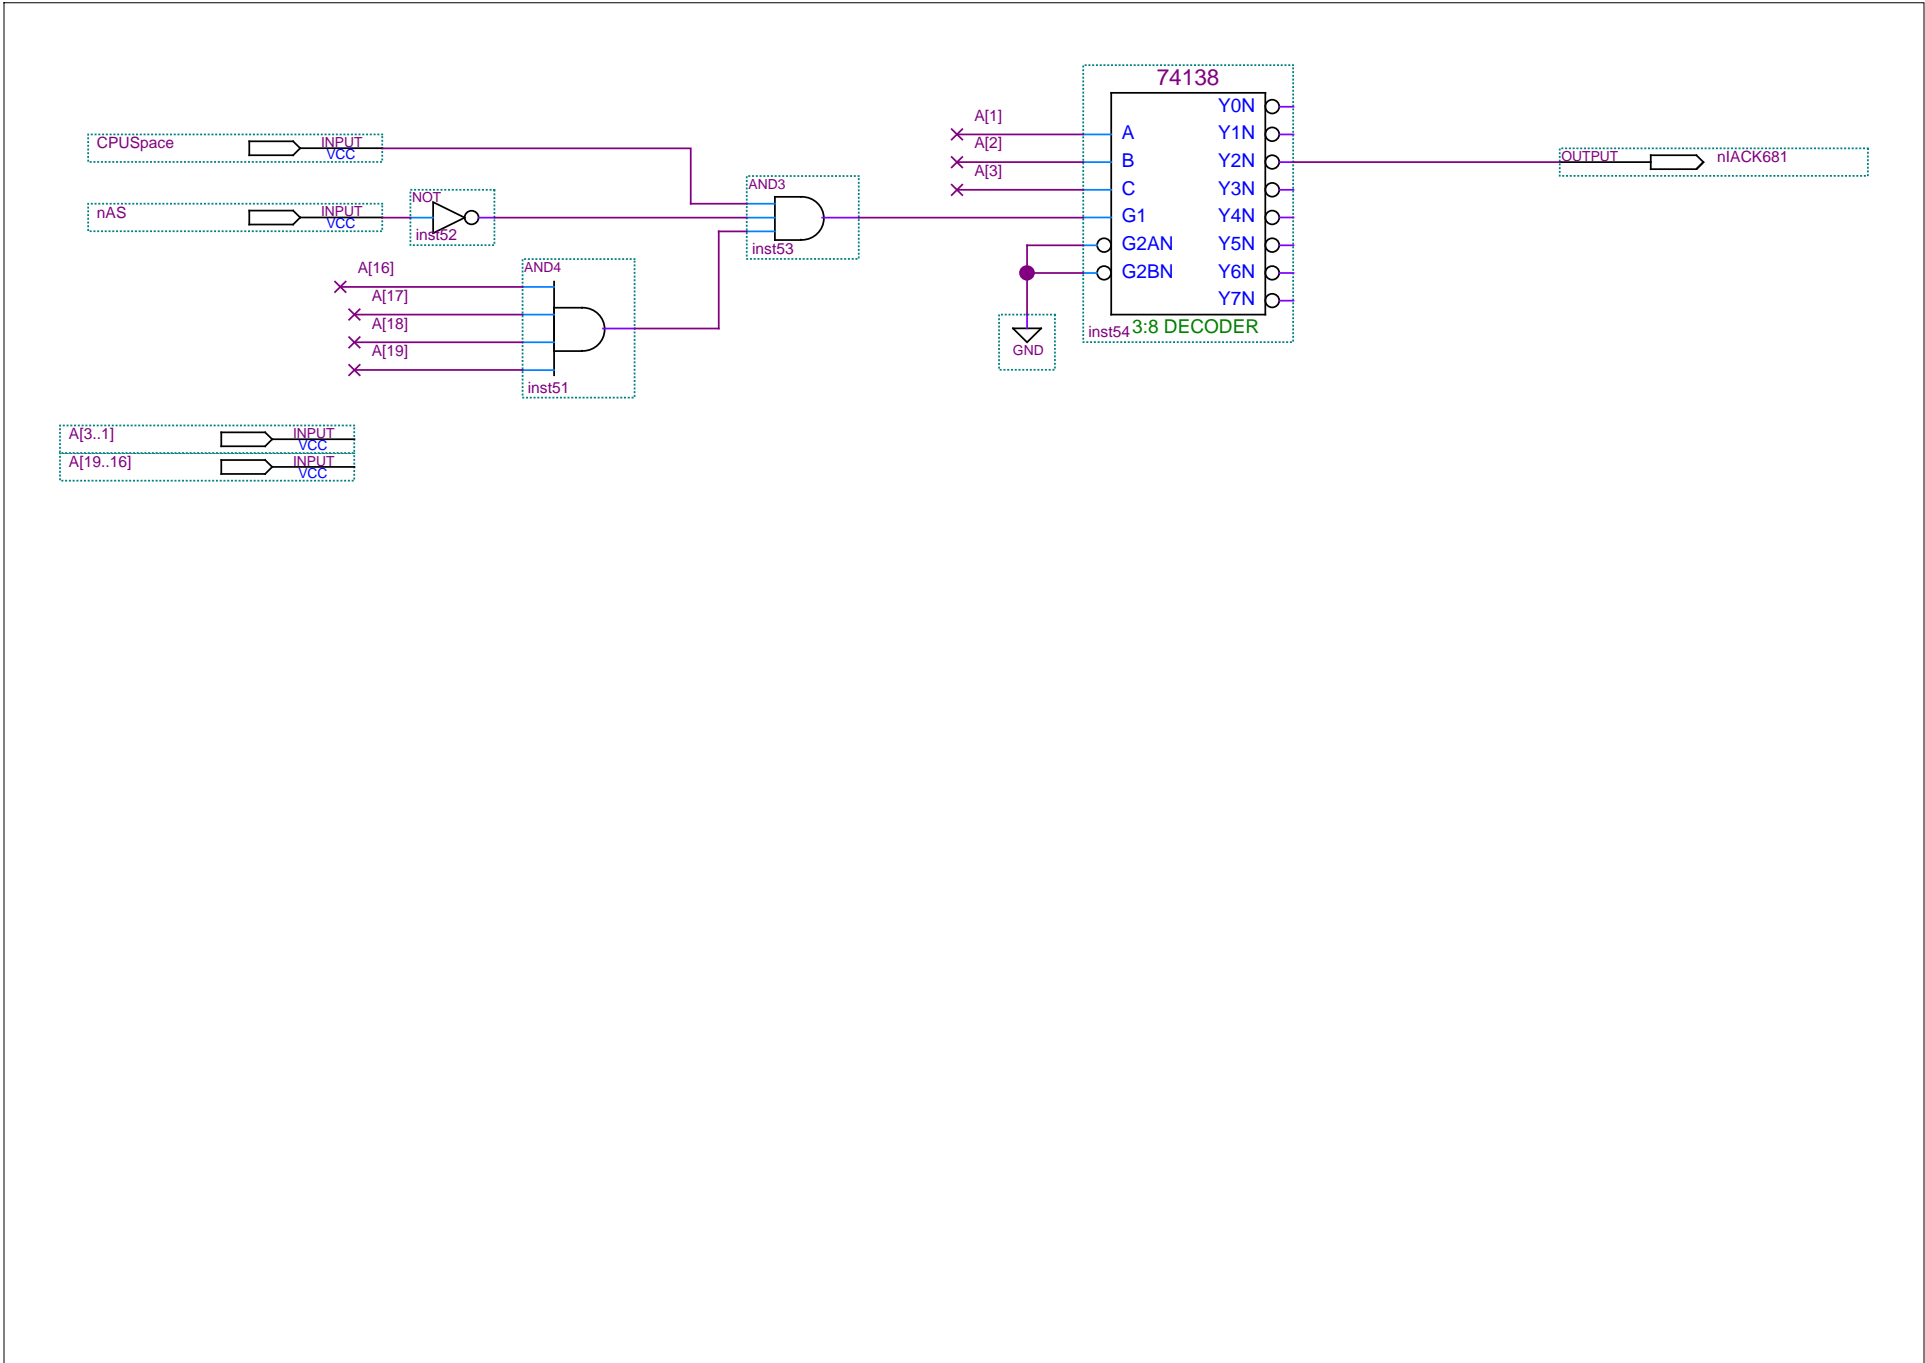 74138
A[1]
A[2]
A[3]
A
B
C
G1
G2AN
G2BN
Y0N
Y1N
Y2N
Y3N
Y4N
Y5N
Y6N
Y7N
inst54
3:8 DECODER
CPUSpace
INPUT
VCC
nAS
INPUT
VCC
NOT
inst52
AND3
inst53
OUTPUT
nIACK681
A[16]
A[17]
A[18]
A[19]
AND4
inst51
GND
A[3..1]
INPUT
VCC
A[19..16]
INPUT
VCC